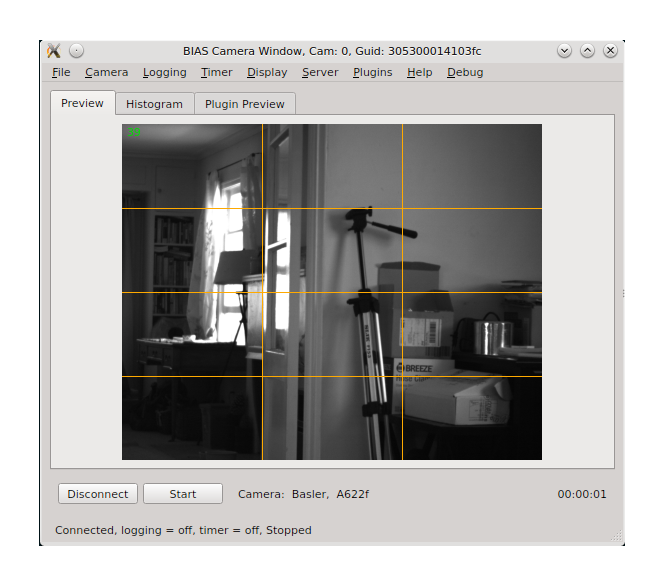 BIAS Camera Window, Cam: 0, Guid: 305300014103fc
File Camera Logging Timer Display Server Plugins Help Debug
Preview Histogram Plugin Preview
BREEZE
Disconnect Start Camera: Basler, A622f 00:00:01
Connected, logging = off, timer = off, Stopped